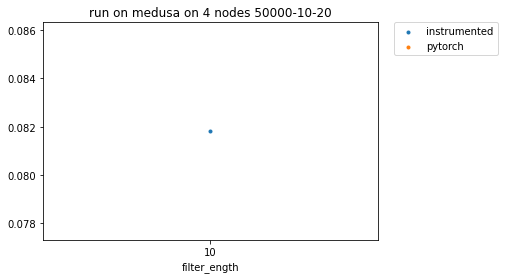 run on medusa on 4 nodes 50000-10-20
0.086
0.084
0.082
0.080
0.078
10
filter_ength
instrumented
pytorch